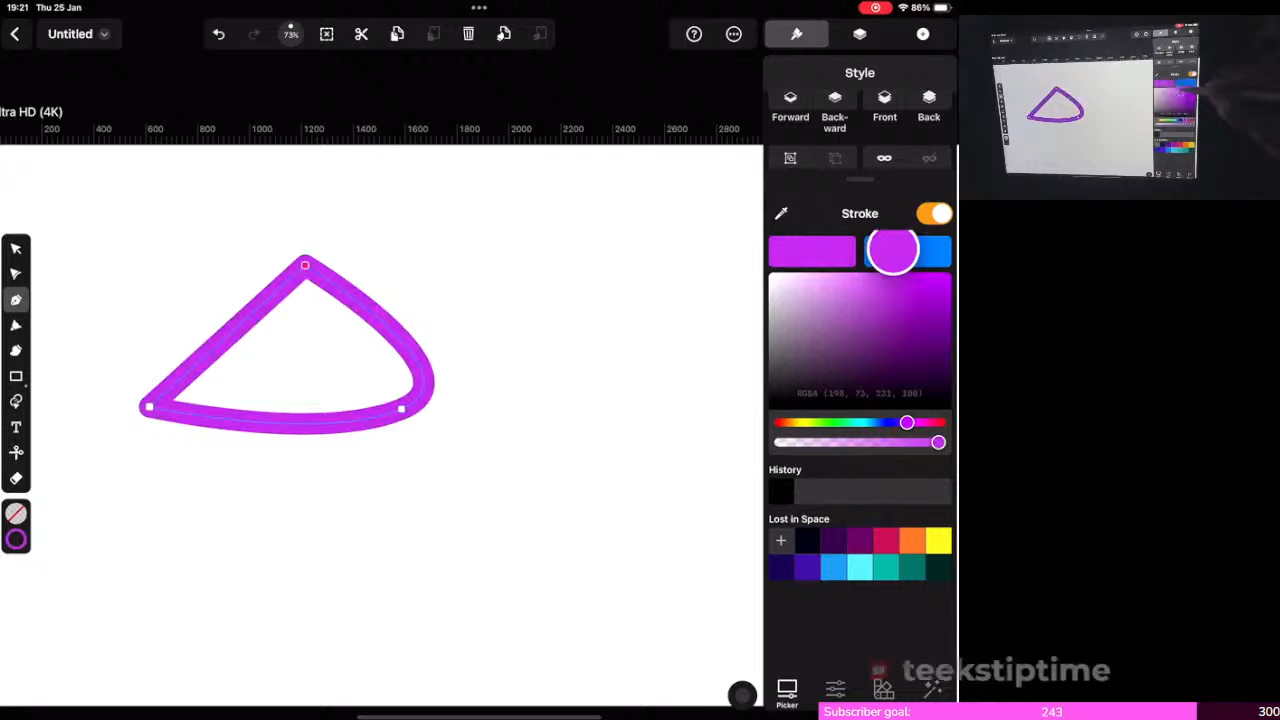 19:21 Thu 25 Jan
86%
Untitled
73%
Style
Forward
Back-
ward
Front
Back
ltra HD (4K)
200 400 600 800 1000 1200 1400 1600 1800 2000 2200 2400 2600 2800
Stroke
RGBA (198, 73, 231, 100)
History
Lost in Space
T
Picker
teekstiptime
Subscriber goal: 243 300